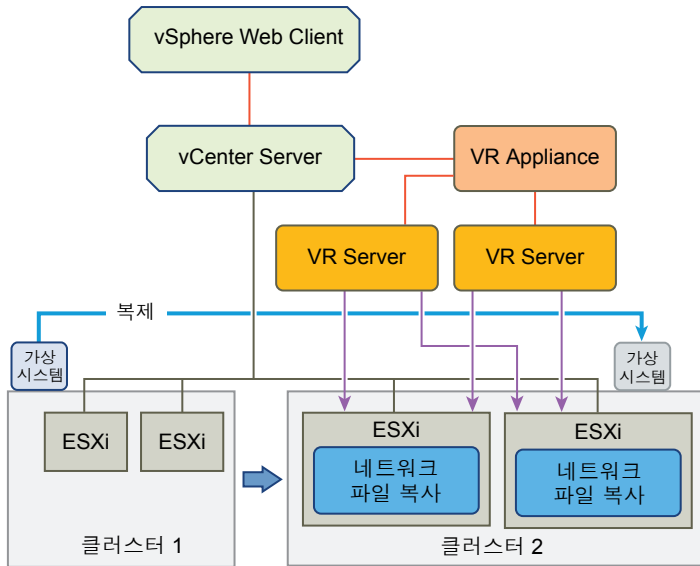 vSphere Web Client
vCenter Server
VR Appliance
VR Server
VR Server
복제
가상
시스템
가상
시스템
ESXi
ESXi
ESXi
네트워크
파일 복사
ESXi
네트워크
파일 복사
클러스터 1
클러스터 2